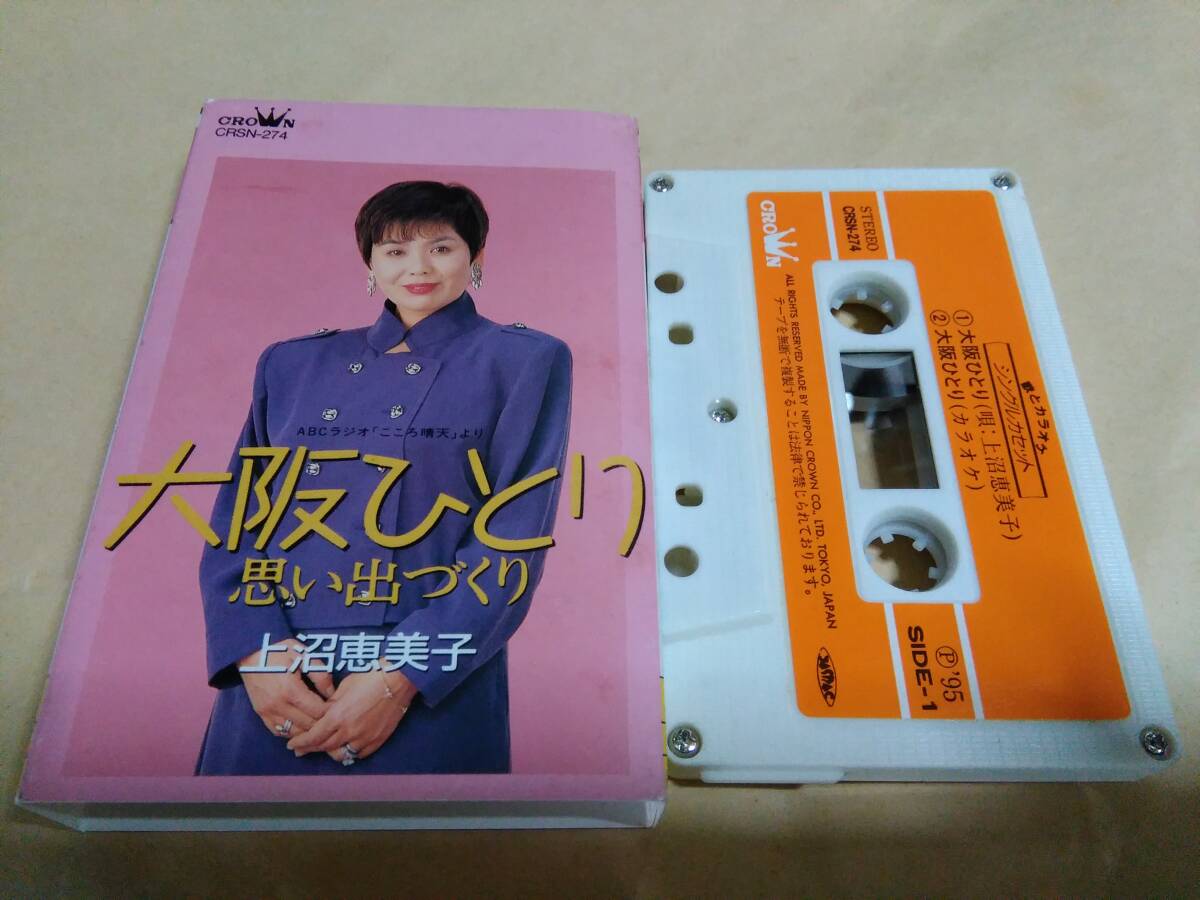 CROWN
CRSN-274
ABCラジオ「こころ晴天」より
大阪ひとり
思い出づくり
上沼恵美子
CROWN
STEREO
CRSN-274
歌とカラオケ
シングルカセット
① 大阪ひとり(唄:上沼恵美子)
② 大阪ひとり(カラオケ)
ALL RIGHTS RESERVED MADE BY NIPPON CROWN CO., LTD. TOKYO, JAPAN
テープを無断で複製することは法律で禁じられております。
Ⓟ'95
SIDE-1
JASRAC